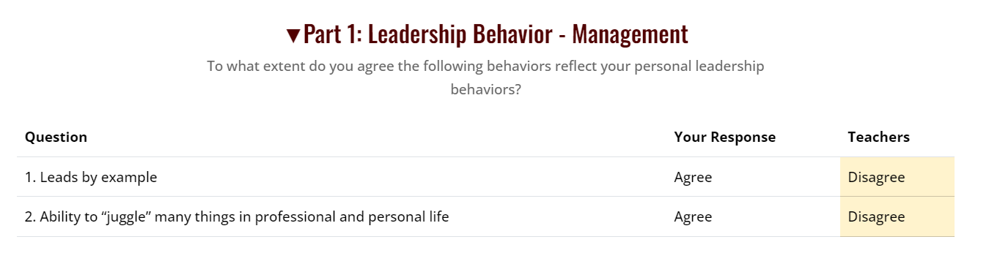 ▼Part 1: Leadership Behavior - Management
To what extent do you agree the following behaviors reflect your personal leadership
behaviors?
Question Your Response Teachers
1. Leads by example Agree Disagree
2. Ability to “juggle” many things in professional and personal life Agree Disagree